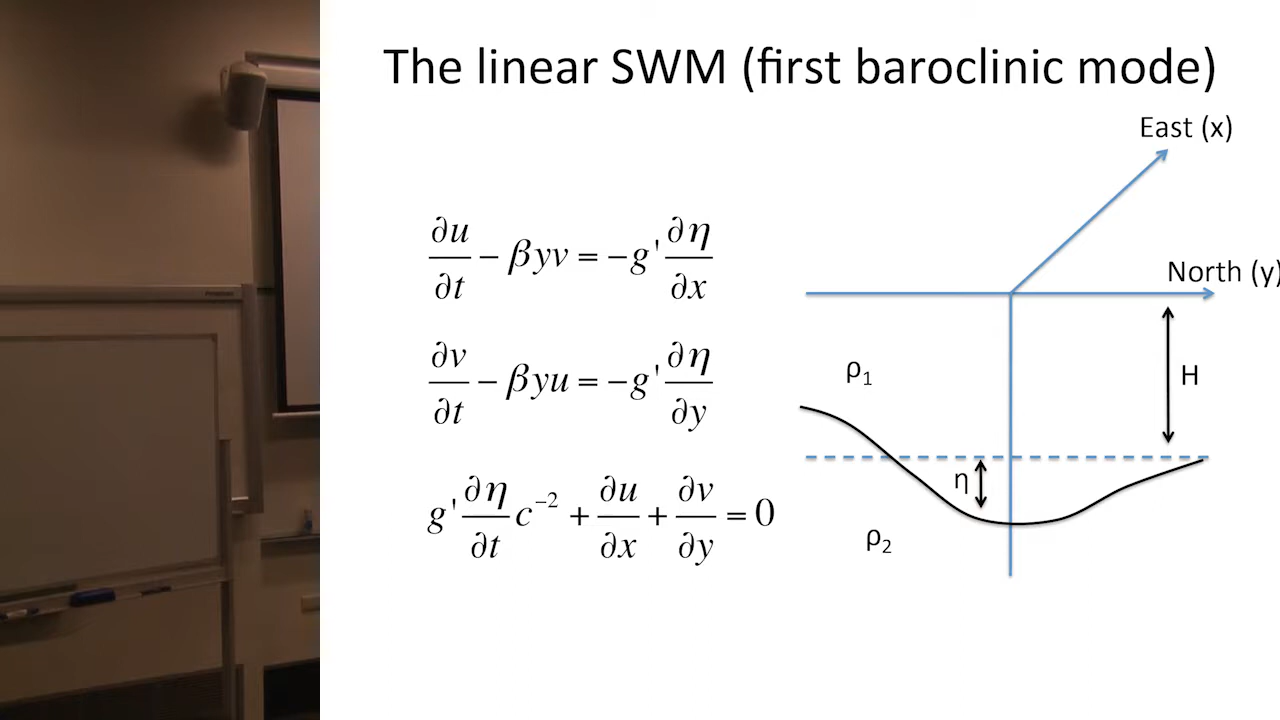 The linear SWM (first baroclinic mode)
East (x)
∂u/∂t − βyv = −g' ∂η/∂x
North (y)
∂v/∂t − βyu = −g' ∂η/∂y
ρ1
H
η
g' ∂η/∂t c⁻² + ∂u/∂x + ∂v/∂y = 0
ρ2